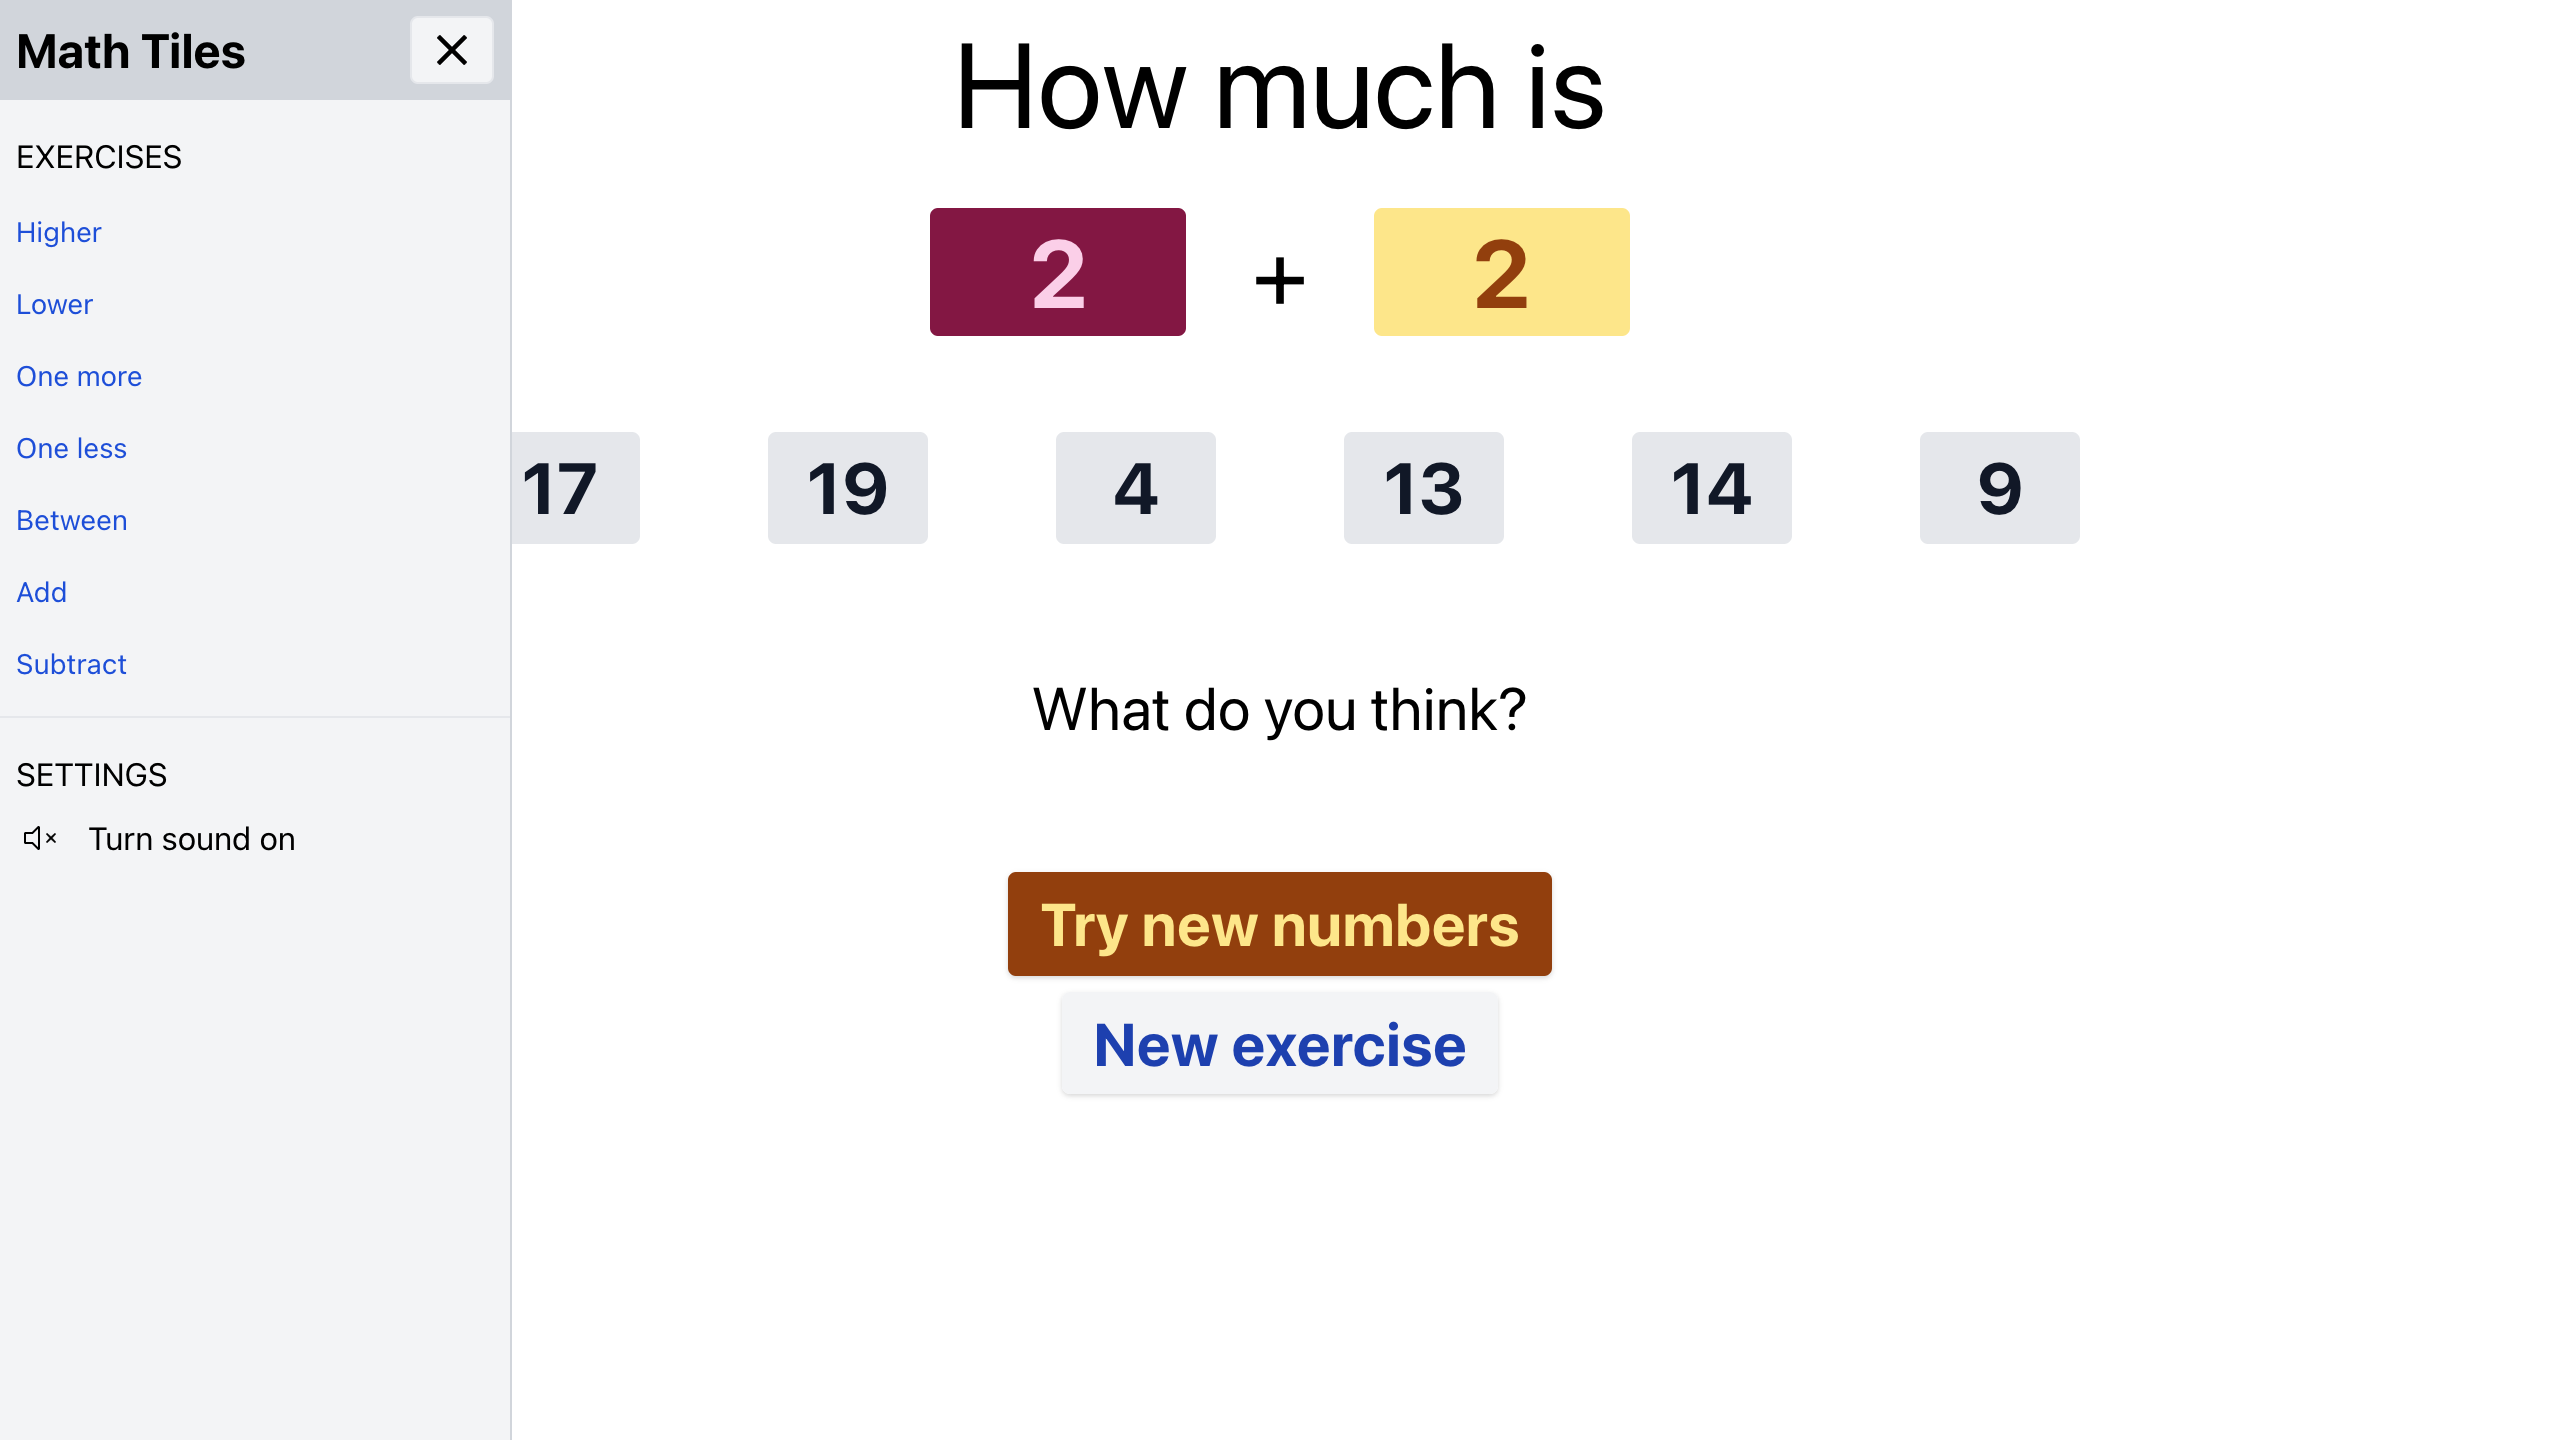 Math Tiles
EXERCISES
Higher
Lower
One more
One less
Between
Add
Subtract
SETTINGS
Turn sound on
How much is
2 + 2
17 19 4 13 14 9
What do you think?
Try new numbers
New exercise